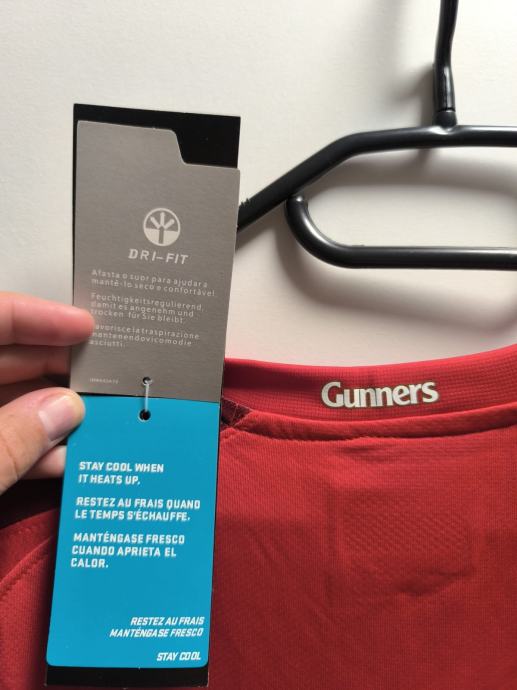 DRI-FIT
Afasta o suor para ajudar a
mantê-lo seco e confortável
Feuchtigkeitsregulierend,
damit es angenehm und
trocken für Sie bleibt.
lavorisce la traspirazione
mantenendovi comodi e
asciutti.
STAY COOL WHEN
IT HEATS UP.
RESTEZ AU FRAIS QUAND
LE TEMPS S'ÉCHAUFFE.
MANTÉNGASE FRESCO
CUANDO APRIETA EL
CALOR.
RESTEZ AU FRAIS
MANTÉNGASE FRESCO
STAY COOL
Gunners